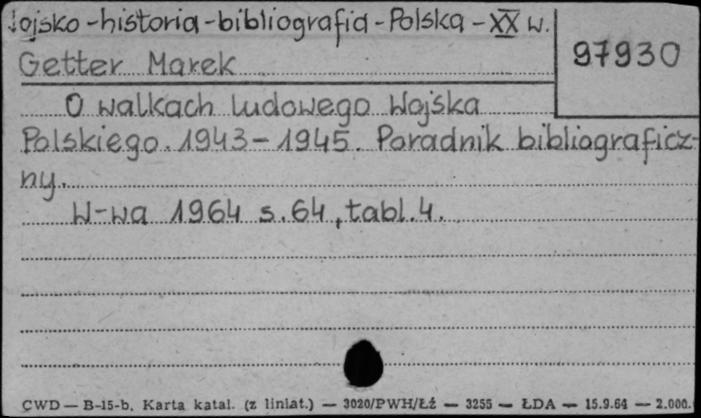 Wojsko-historia-bibliografia-Polska-XX w.
97930
Getter Marek
O walkach ludowego Wojska
Polskiego. 1943-1945. Poradnik bibliograficz-
ny.
W-wa 1964 s.64, tabl.4.
CWD — B-15-b. Karta katal. (z liniat.) — 3020/PWH/Łź — 3255 — ŁDA — 15.9.64 — 2.000.